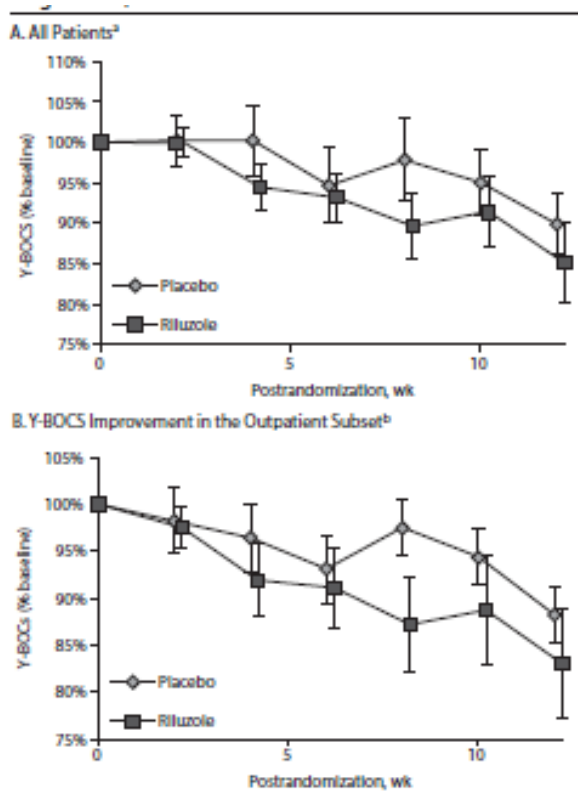 A. All Patientsa
110%
105%
100%
95%
90%
85%
80%
75%
Y-BOCS (% baseline)
Placebo
Riluzole
0
5
10
Postrandomization, wk
B. Y-BOCS Improvement in the Outpatient Subsetb
105%
100%
95%
90%
85%
80%
75%
Y-BOCs (% baseline)
Placebo
Riluzole
0
5
10
Postrandomization, wk